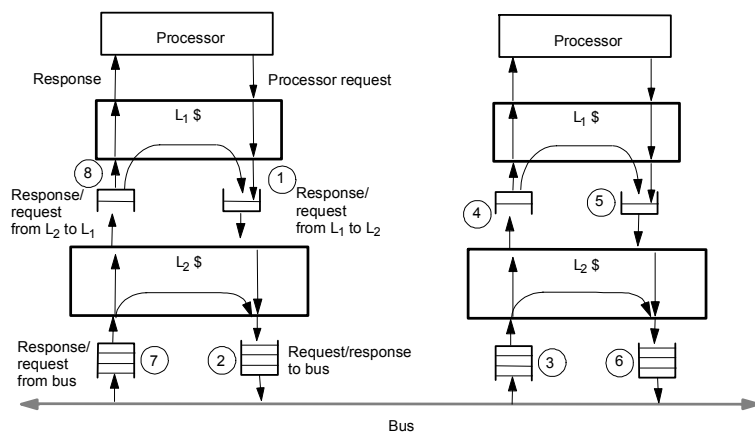 Processor
Processor
Response
Processor request
L1 $
L1 $
8
1
Response/
request
from L2 to L1
Response/
request
from L1 to L2
4
5
L2 $
L2 $
Response/
request
from bus
7
2
Request/response
to bus
3
6
Bus